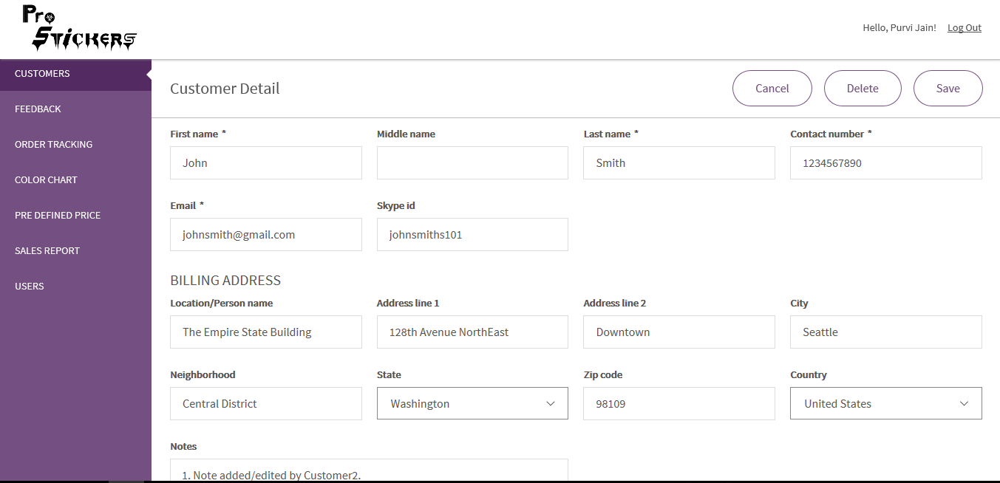 Pro
Stickers
Hello, Purvi Jain! Log Out
CUSTOMERS
FEEDBACK
ORDER TRACKING
COLOR CHART
PRE DEFINED PRICE
SALES REPORT
USERS
Customer Detail
Cancel Delete Save
First name * Middle name Last name * Contact number *
John Smith 1234567890
Email * Skype id
johnsmith@gmail.com johnsmiths101
BILLING ADDRESS
Location/Person name Address line 1 Address line 2 City
The Empire State Building 128th Avenue NorthEast Downtown Seattle
Neighborhood State Zip code Country
Central District Washington 98109 United States
Notes
1. Note added/edited by Customer2.